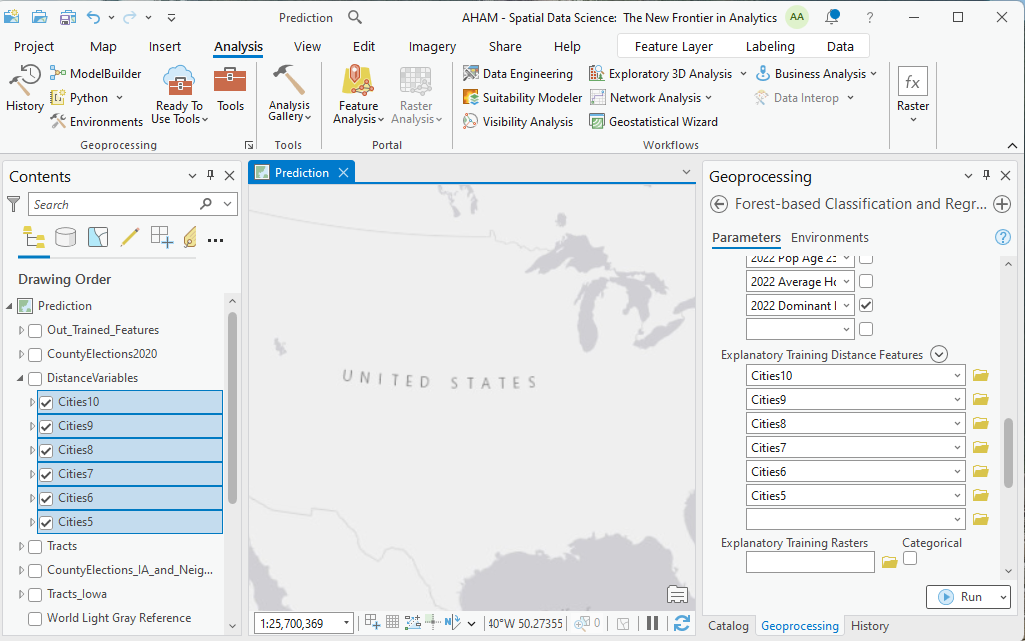 Prediction
AHAM - Spatial Data Science: The New Frontier in Analytics
AA
?
Project
Map
Insert
Analysis
View
Edit
Imagery
Share
Help
Feature Layer
Labeling
Data
History
ModelBuilder
Python
Environments
Ready To
Use Tools
Tools
Geoprocessing
Analysis
Gallery
Tools
Feature
Analysis
Raster
Analysis
Portal
Data Engineering
Suitability Modeler
Visibility Analysis
Exploratory 3D Analysis
Network Analysis
Geostatistical Wizard
Business Analysis
Data Interop
Workflows
fx
Raster
Contents
Search
Drawing Order
Prediction
Out_Trained_Features
CountyElections2020
DistanceVariables
Cities10
Cities9
Cities8
Cities7
Cities6
Cities5
Tracts
CountyElections_IA_and_Neig...
Tracts_Iowa
World Light Gray Reference
Prediction
UNITED STATES
1:25,700,369
40°W 50.27355
0
Geoprocessing
Forest-based Classification and Regr...
Parameters
Environments
?
2022 Pop Age 25
2022 Average Ho
2022 Dominant
Explanatory Training Distance Features
Cities10
Cities9
Cities8
Cities7
Cities6
Cities5
Explanatory Training Rasters
Categorical
Run
Catalog
Geoprocessing
History